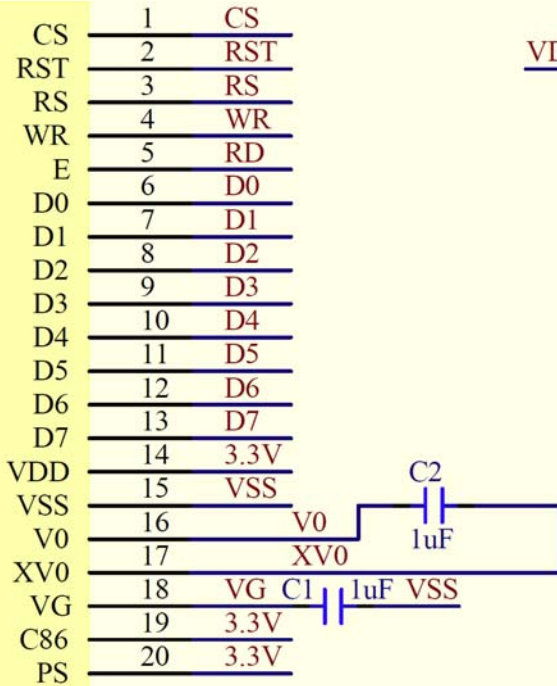 CS 1 CS
RST 2 RST VD
RS 3 RS
WR 4 WR
E 5 RD
D0 6 D0
D1 7 D1
D2 8 D2
D3 9 D3
D4 10 D4
D5 11 D5
D6 12 D6
D7 13 D7
VDD 14 3.3V
VSS 15 VSS C2
V0 16 V0 1uF
XV0 17 XV0
VG 18 VG C1 1uF VSS
C86 19 3.3V
PS 20 3.3V